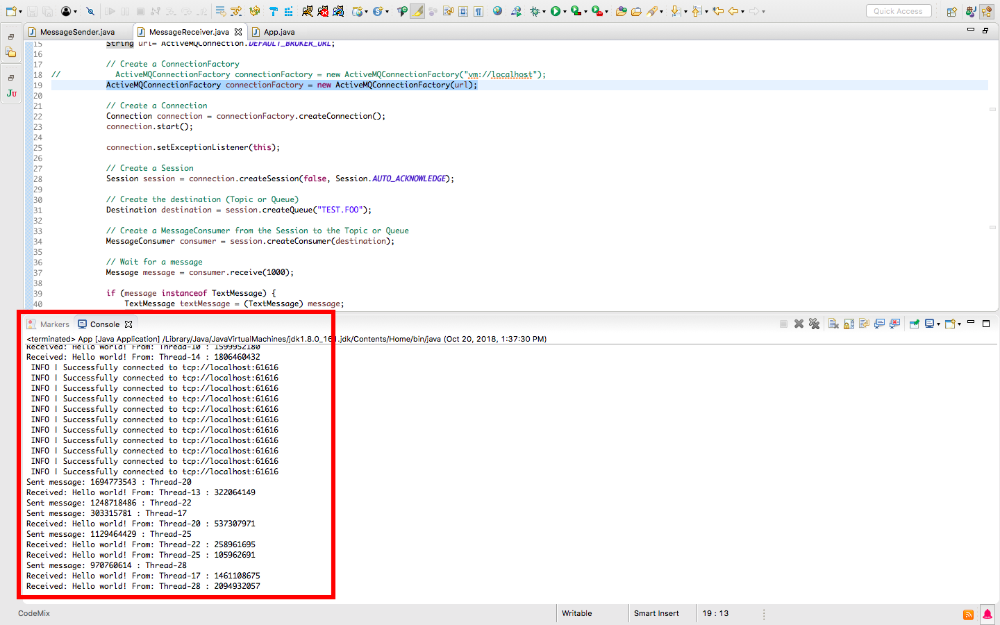 Quick Access
MessageSender.java
MessageReceiver.java
App.java
15 String url= ActiveMQConnection.DEFAULT_BROKER_URL;
16
17 // Create a ConnectionFactory
18 // ActiveMQConnectionFactory connectionFactory = new ActiveMQConnectionFactory("vm://localhost");
19 ActiveMQConnectionFactory connectionFactory = new ActiveMQConnectionFactory(url);
20
21 // Create a Connection
22 Connection connection = connectionFactory.createConnection();
23 connection.start();
24
25 connection.setExceptionListener(this);
26
27 // Create a Session
28 Session session = connection.createSession(false, Session.AUTO_ACKNOWLEDGE);
29
30 // Create the destination (Topic or Queue)
31 Destination destination = session.createQueue("TEST.FOO");
32
33 // Create a MessageConsumer from the Session to the Topic or Queue
34 MessageConsumer consumer = session.createConsumer(destination);
35
36 // Wait for a message
37 Message message = consumer.receive(1000);
38
39 if (message instanceof TextMessage) {
40 TextMessage textMessage = (TextMessage) message;
Markers Console
<terminated> App [Java Application] /Library/Java/JavaVirtualMachines/jdk1.8.0_161.jdk/Contents/Home/bin/java (Oct 20, 2018, 1:37:30 PM)
Received: Hello world! From: Thread-10 : 1599952180
Received: Hello world! From: Thread-14 : 1806460432
INFO | Successfully connected to tcp://localhost:61616
INFO | Successfully connected to tcp://localhost:61616
INFO | Successfully connected to tcp://localhost:61616
INFO | Successfully connected to tcp://localhost:61616
INFO | Successfully connected to tcp://localhost:61616
INFO | Successfully connected to tcp://localhost:61616
INFO | Successfully connected to tcp://localhost:61616
INFO | Successfully connected to tcp://localhost:61616
INFO | Successfully connected to tcp://localhost:61616
INFO | Successfully connected to tcp://localhost:61616
INFO | Successfully connected to tcp://localhost:61616
Sent message: 1694773543 : Thread-20
Received: Hello world! From: Thread-13 : 322064149
Sent message: 1248718486 : Thread-22
Sent message: 303315781 : Thread-17
Received: Hello world! From: Thread-20 : 537307971
Sent message: 1129464429 : Thread-25
Received: Hello world! From: Thread-22 : 258961695
Received: Hello world! From: Thread-25 : 105962691
Sent message: 970760614 : Thread-28
Received: Hello world! From: Thread-17 : 1461108675
Received: Hello world! From: Thread-28 : 2094932057
CodeMix
Writable
Smart Insert
19 : 13